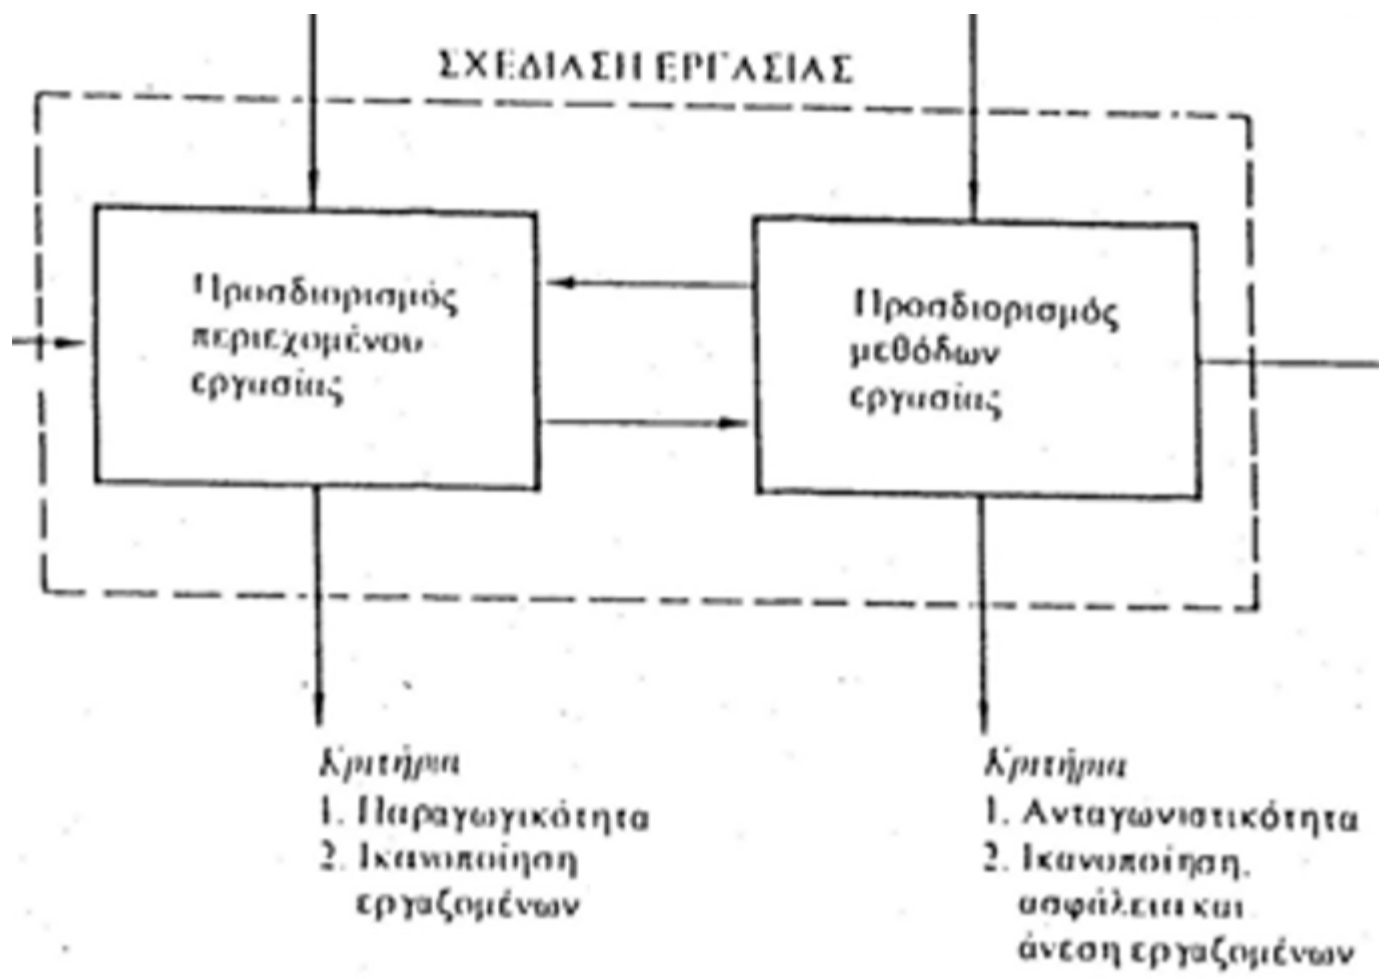 ΣΧΕΔΙΑΣΗ ΕΡΓΑΣΙΑΣ
Προσδιορισμός
περιεχομένου
εργασίας
Προσδιορισμός
μεθόδων
εργασίας
Κριτήρια
1. Παραγωγικότητα
2. Ικανοποίηση
εργαζομένων
Κριτήρια
1. Ανταγωνιστικότητα
2. Ικανοποίηση,
ασφάλεια και
άνεση εργαζομένων